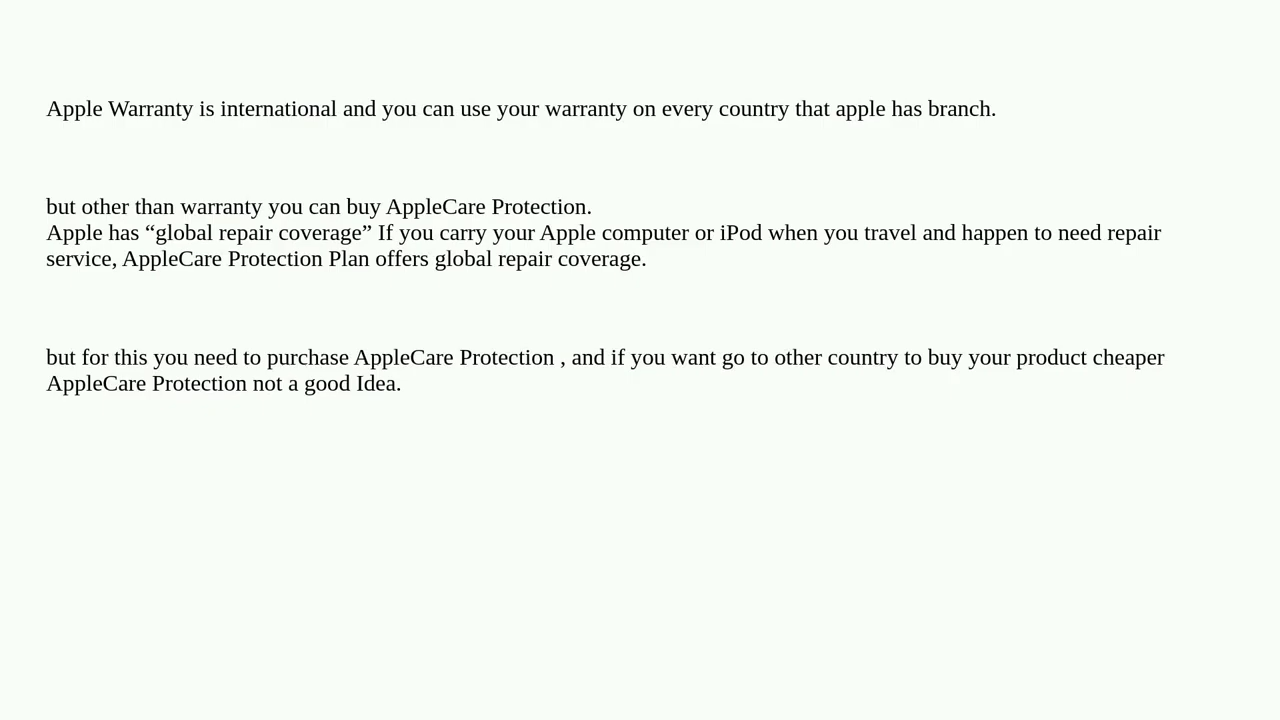 Apple Warranty is international and you can use your warranty on every country that apple has branch.
but other than warranty you can buy AppleCare Protection.
Apple has “global repair coverage” If you carry your Apple computer or iPod when you travel and happen to need repair
service, AppleCare Protection Plan offers global repair coverage.
but for this you need to purchase AppleCare Protection , and if you want go to other country to buy your product cheaper
AppleCare Protection not a good Idea.